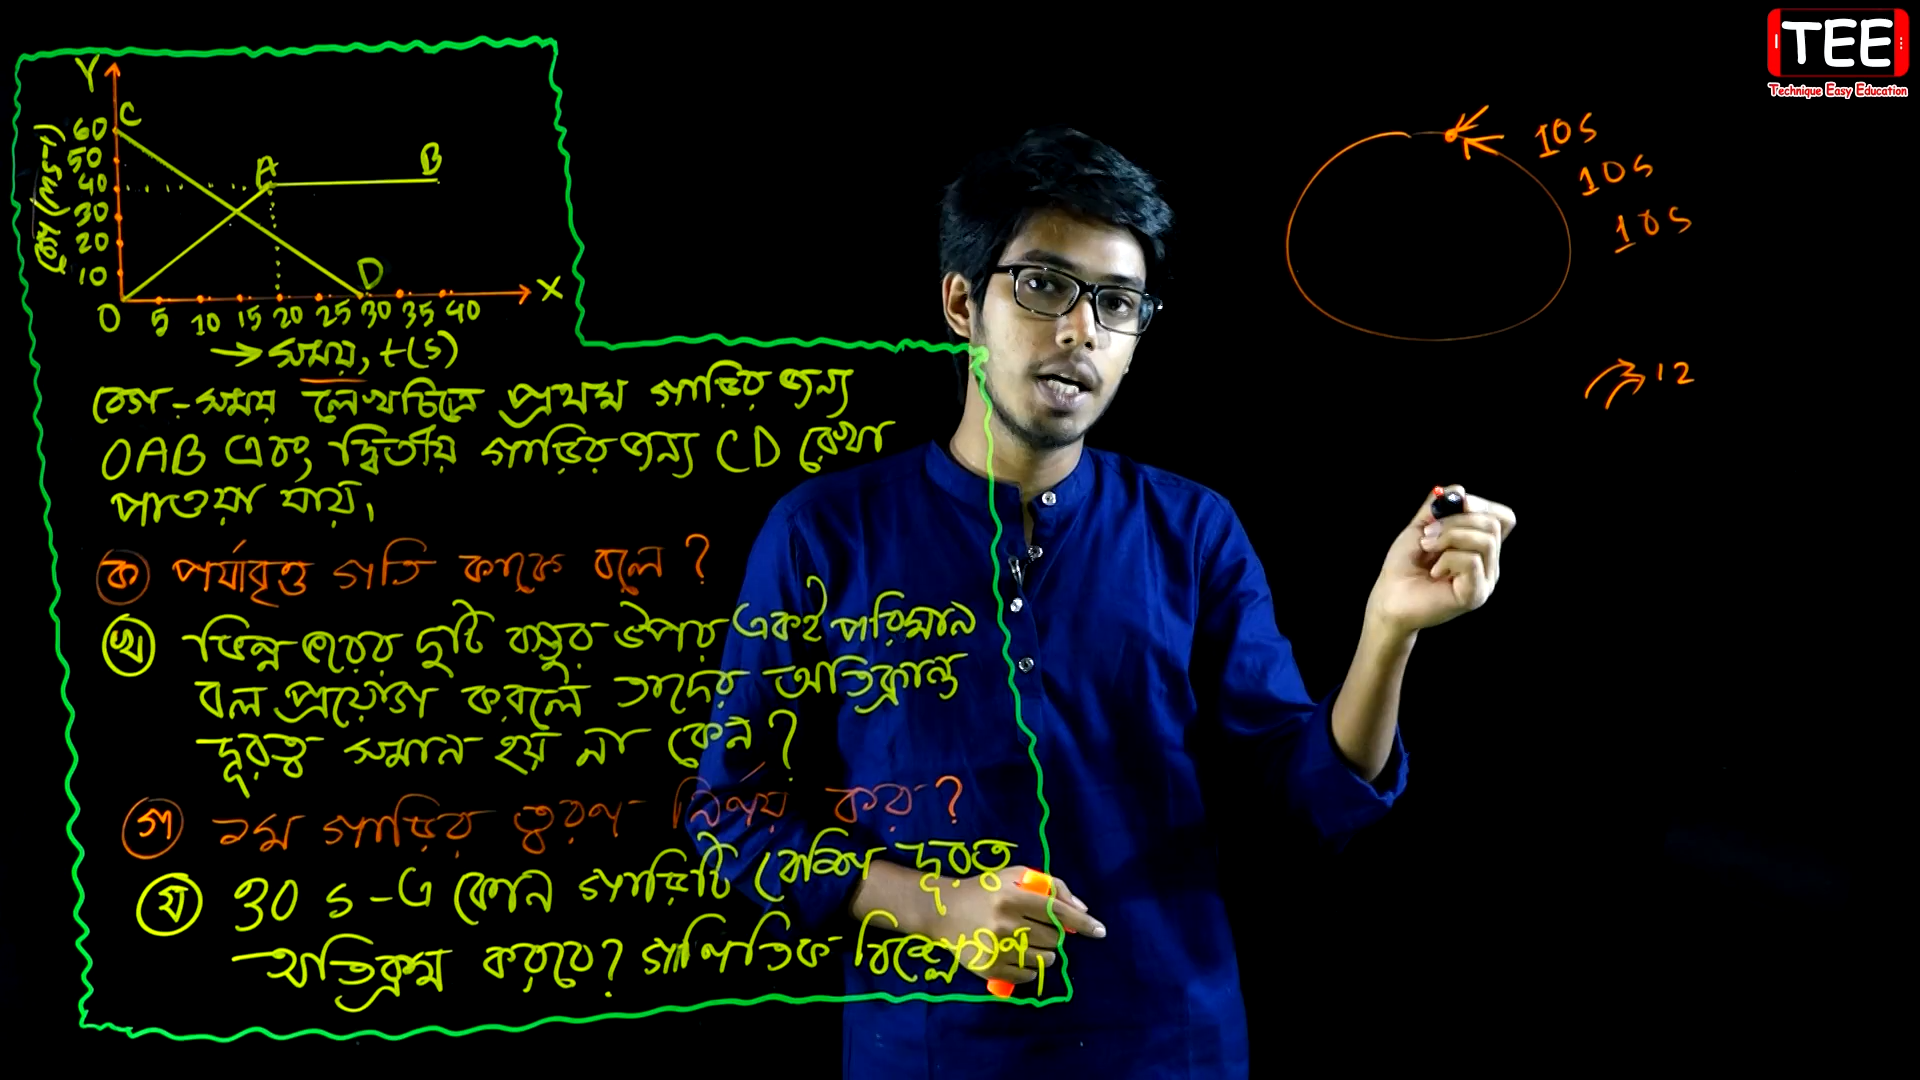 Y
C
60
50
40
30
20
10
বেগ (ms⁻¹)
A
B
D
X
0 5 10 15 20 25 30 35 40
→ সময়, t(s)
বেগ-সময় লেখচিত্রে প্রথম গাড়ির জন্য
OAB এবং দ্বিতীয় গাড়ির জন্য CD রেখা
পাওয়া যায়।
ক পর্যাবৃত্ত গতি কাকে বলে?
খ ভিন্ন ভরের দুটি বস্তুর উপর একই পরিমান
বল প্রয়োগ করলে তাদের অতিক্রান্ত
দূরত্ব সমান হয় না কেন?
গ ১ম গাড়ির ত্বরণ নির্ণয় কর?
ঘ 30 s-এ কোন গাড়িটি বেশি দূরত্ব
অতিক্রম করবে? গাণিতিক বিশ্লেষণ।
10s
10s
10s
12
TEE
Technique Easy Education